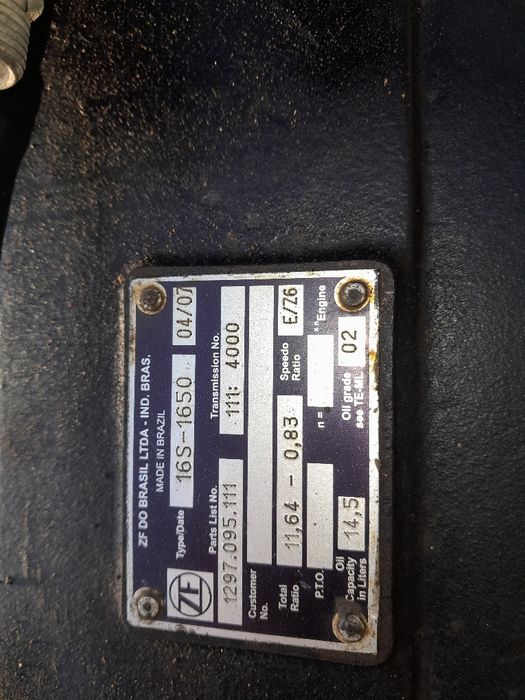 ZF DO BRASIL LTDA - IND. BRAS.
MADE IN BRAZIL
ZF
Type/Date 16S-1650 04/07
Parts List No. Transmission No.
1297.095.111 111: 4000
Customer No.
Total Ratio 11,64 - 0,83 Speedo Ratio E/Z6
P.T.O. n = x nEngine
Oil Capacity in Liters 14,5 Oil grade see TE-ML 02